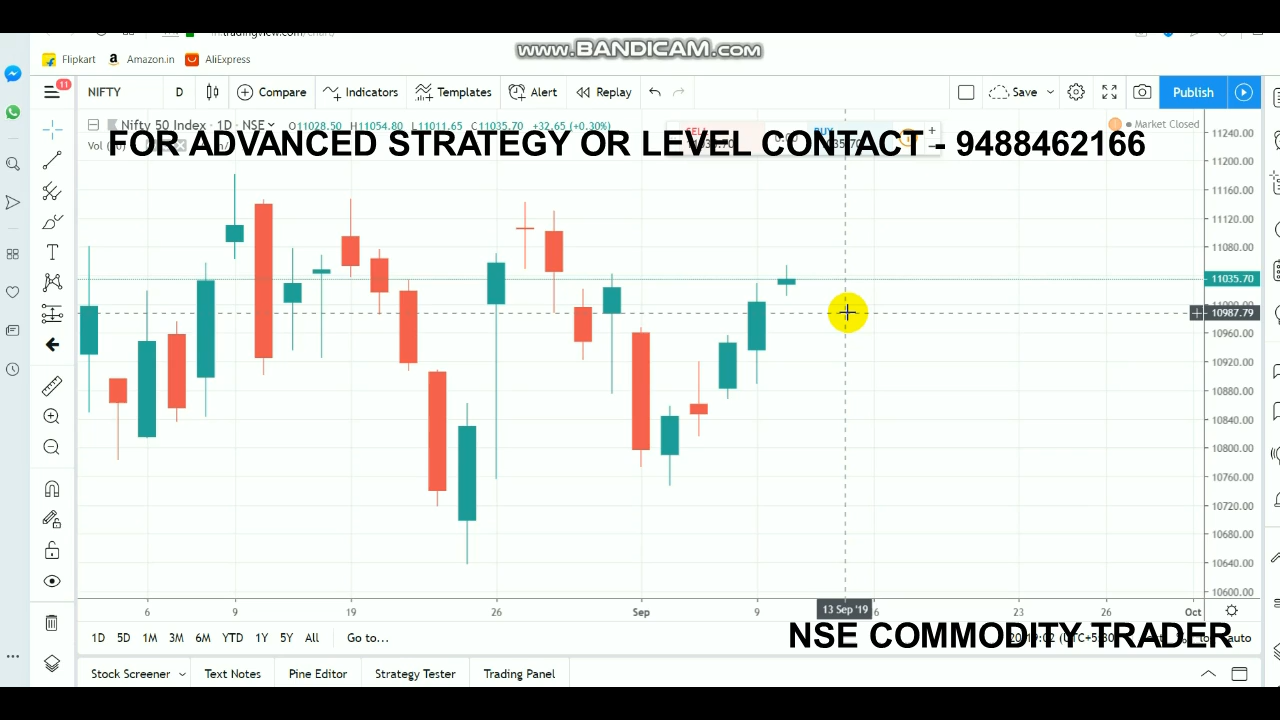 www.BANDICAM.com
Flipkart
Amazon.in
AliExpress
11
NIFTY
D
Compare
Indicators
Templates
Alert
Replay
Save
Publish
Nifty 50 Index · 1D · NSE
O11028.50 H11054.80 L11011.65 C11035.70 +32.65 (+0.30%)
Market Closed
FOR ADVANCED STRATEGY OR LEVEL CONTACT - 9488462166
11240.00
11200.00
11160.00
11120.00
11080.00
11035.70
11000.00
10987.79
10960.00
10920.00
10880.00
10840.00
10800.00
10760.00
10720.00
10680.00
10640.00
10600.00
6
9
19
26
Sep
9
13 Sep '19
23
26
Oct
1D
5D
1M
3M
6M
YTD
1Y
5Y
All
Go to...
NSE COMMODITY TRADER
Stock Screener
Text Notes
Pine Editor
Strategy Tester
Trading Panel